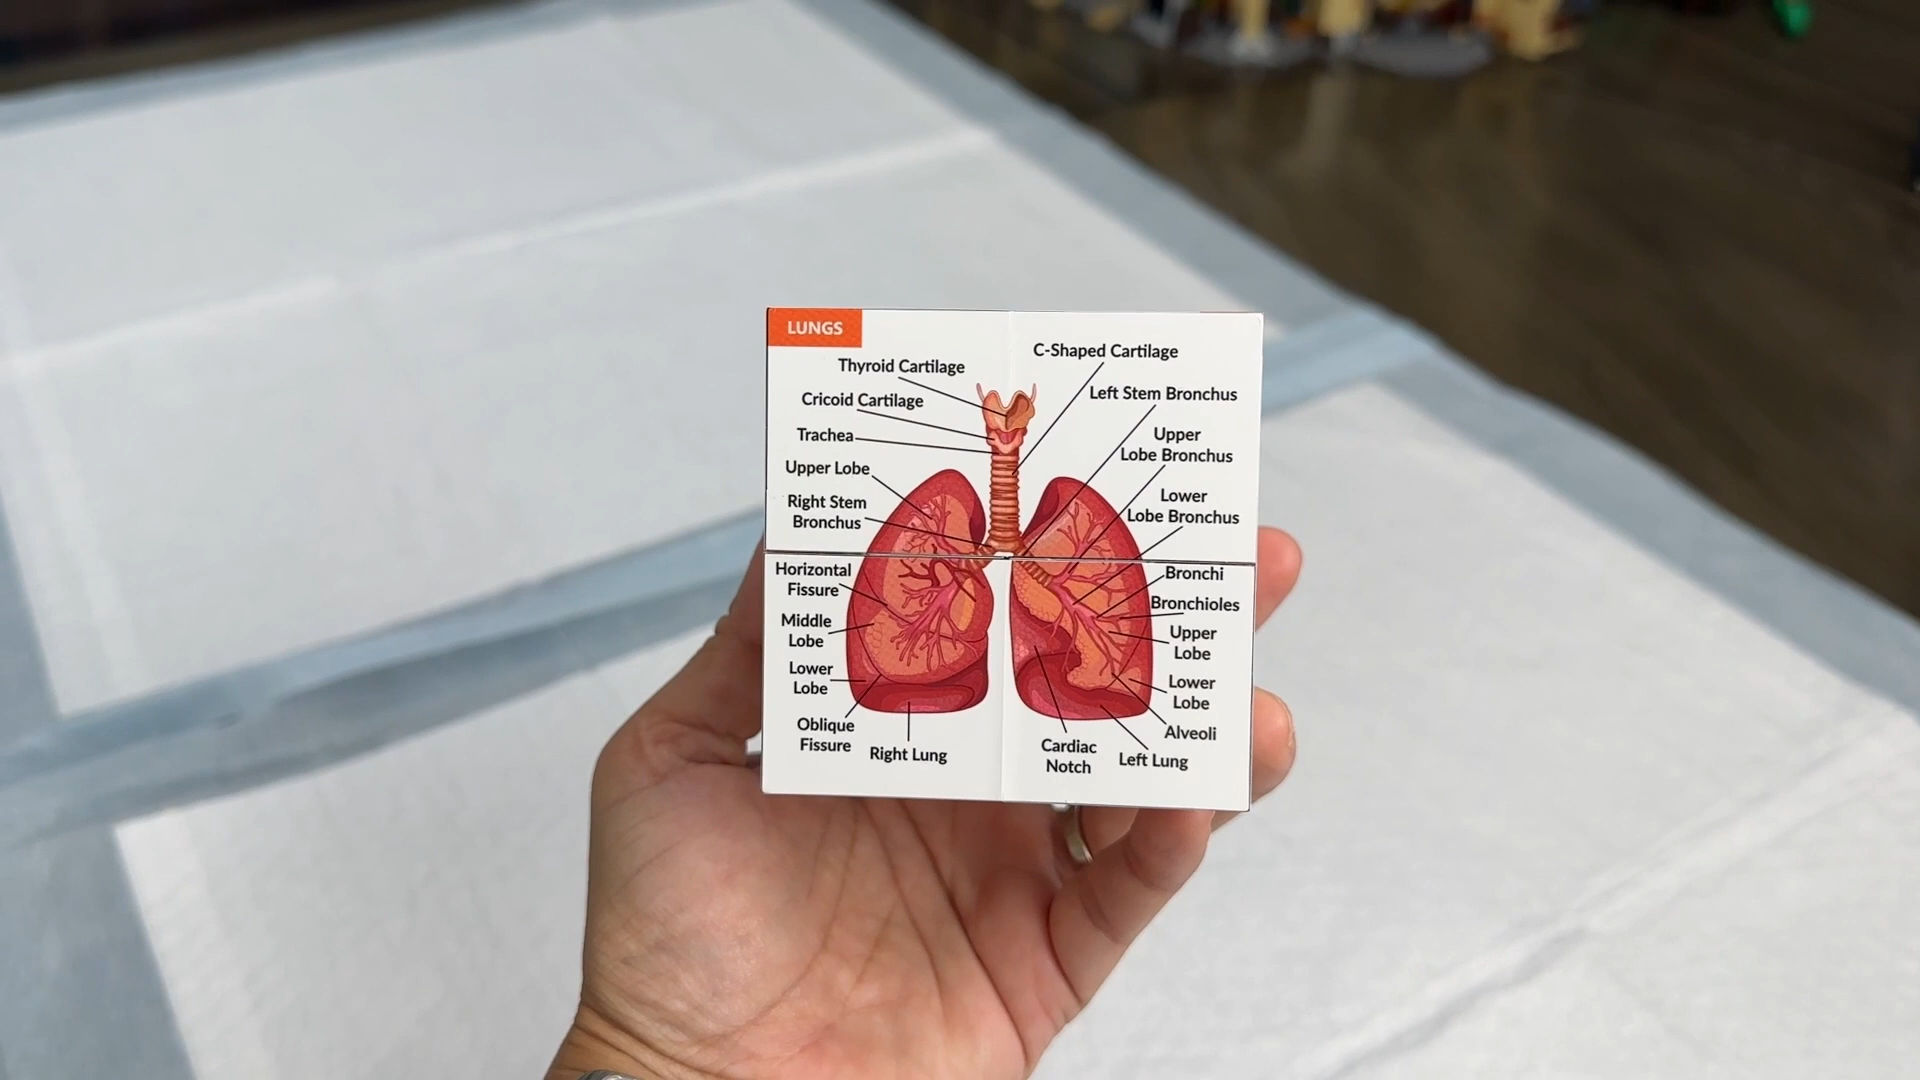 LUNGS
Thyroid Cartilage
Cricoid Cartilage
Trachea
Upper Lobe
Right Stem
Bronchus
Horizontal
Fissure
Middle
Lobe
Lower
Lobe
Oblique
Fissure
Right Lung
C-Shaped Cartilage
Left Stem Bronchus
Upper
Lobe Bronchus
Lower
Lobe Bronchus
Bronchi
Bronchioles
Upper
Lobe
Lower
Lobe
Alveoli
Left Lung
Cardiac
Notch